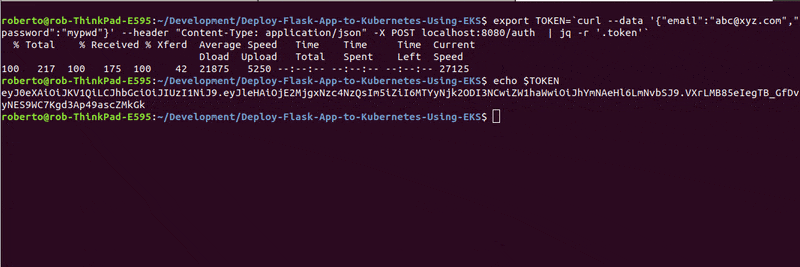 roberto@rob-ThinkPad-E595:~/Development/Deploy-Flask-App-to-Kubernetes-Using-EKS$ export TOKEN=`curl --data '{"email":"abc@xyz.com","
password":"mypwd"}' --header "Content-Type: application/json" -X POST localhost:8080/auth  | jq -r '.token'`
  % Total    % Received % Xferd  Average Speed   Time    Time     Time  Current
                                 Dload  Upload   Total   Spent    Left  Speed
100   217  100   175  100    42  21875   5250 --:--:-- --:--:-- --:--:-- 27125
roberto@rob-ThinkPad-E595:~/Development/Deploy-Flask-App-to-Kubernetes-Using-EKS$ echo $TOKEN
eyJ0eXAiOiJKV1QiLCJhbGciOiJIUzI1NiJ9.eyJleHAiOjE2MjgxNzc4NzQsIm5iZiI6MTYyNjk2ODI3NCwiZW1haWwiOiJhYmNAeHl6LmNvbSJ9.VXrLMB85eIegTB_GfDv
yNES9WC7Kgd3Ap49ascZMkGk
roberto@rob-ThinkPad-E595:~/Development/Deploy-Flask-App-to-Kubernetes-Using-EKS$